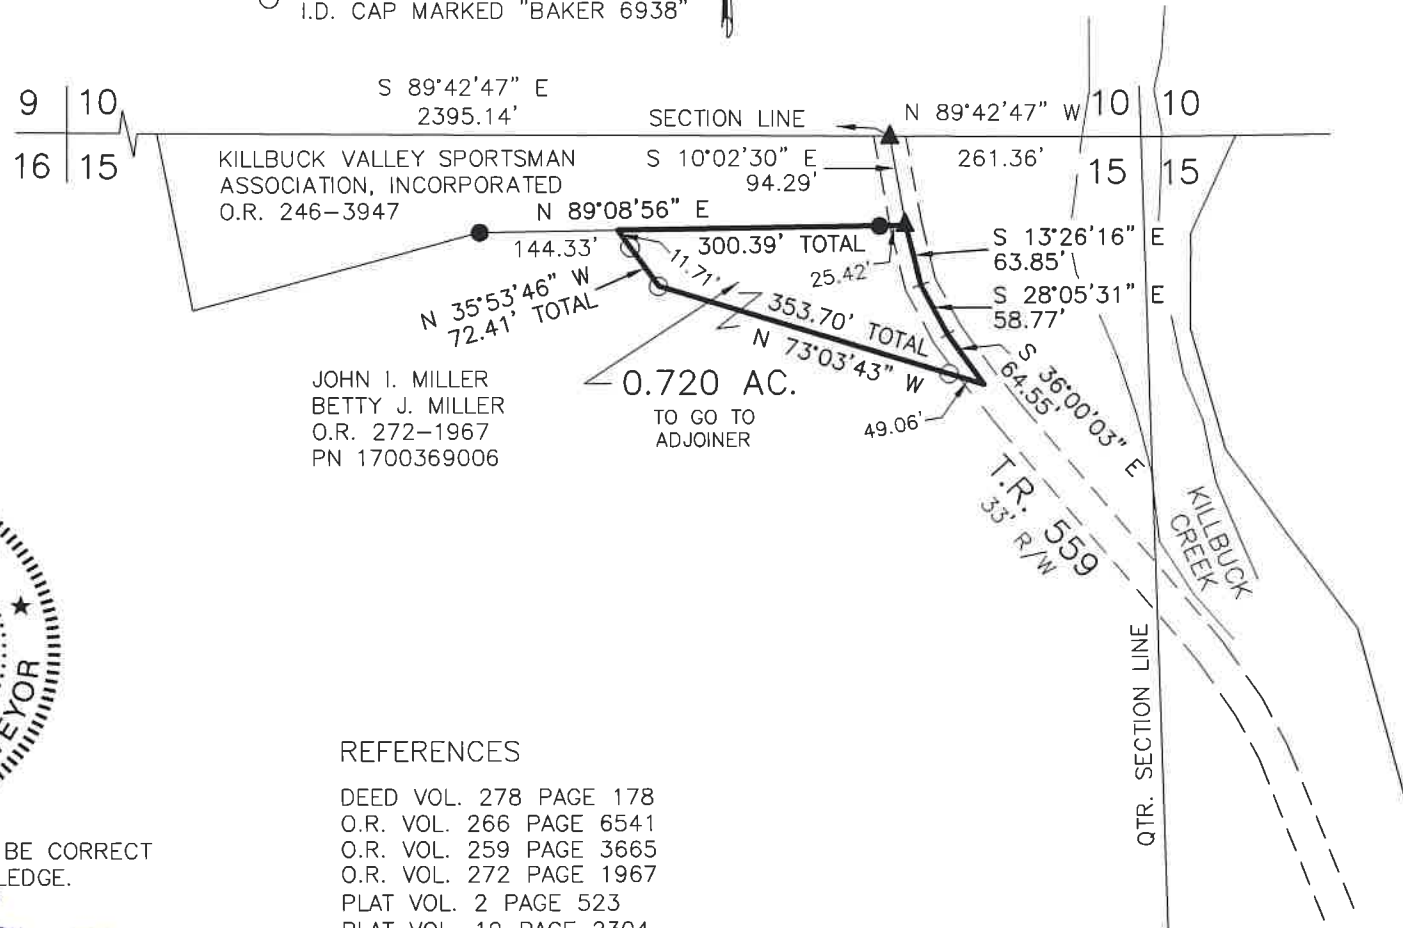 I.D. CAP MARKED "BAKER 6938"
S 89°42'47" E
2395.14'
9 10
16 15
SECTION LINE
N 89°42'47" W
261.36'
10 10
15 15
KILLBUCK VALLEY SPORTSMAN
ASSOCIATION, INCORPORATED
O.R. 246-3947
S 10°02'30" E
94.29'
N 89°08'56" E
144.33'
300.39' TOTAL
25.42'
11.71'
S 13°26'16" E
63.85'
S 28°05'31" E
58.77'
N 35°53'46" W
72.41' TOTAL
353.70' TOTAL
N 73°03'43" W
S 36°00'03" E
64.55'
49.06'
0.720 AC.
TO GO TO
ADJOINER
JOHN I. MILLER
BETTY J. MILLER
O.R. 272-1967
PN 1700369006
T.R. 559
33' R/W
KILLBUCK
CREEK
QTR. SECTION LINE
BE CORRECT
REFERENCES
DEED VOL. 278 PAGE 178
O.R. VOL. 266 PAGE 6541
O.R. VOL. 259 PAGE 3665
O.R. VOL. 272 PAGE 1967
PLAT VOL. 2 PAGE 523
PLAT VOL. 19 PAGE 2304